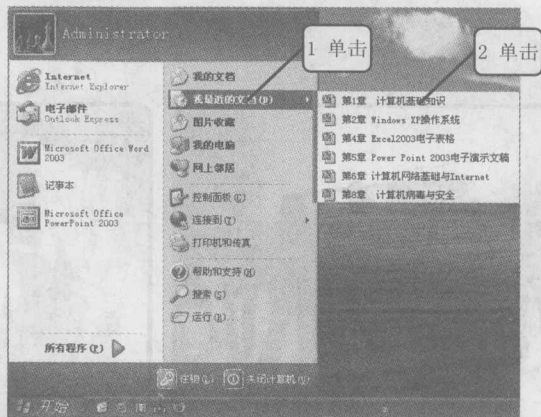 Administrator
1 单击
2 单击
Internet
Internet Explorer
电子邮件
Outlook Express
Microsoft Office Word
2003
记事本
Microsoft Office
PowerPoint 2003
所有程序(P)
我的文档
我最近的文档(D)
图片收藏
我的电脑
网上邻居
控制面板(C)
连接到(T)
打印机和传真
帮助和支持(H)
搜索(S)
运行(R)...
第1章 计算机基础知识
第2章 Windows XP操作系统
第4章 Excel2003电子表格
第5章 Power Point 2003电子演示文稿
第6章 计算机网络基础与Internet
第8章 计算机病毒与安全
注销(L)
关闭计算机(U)
开始